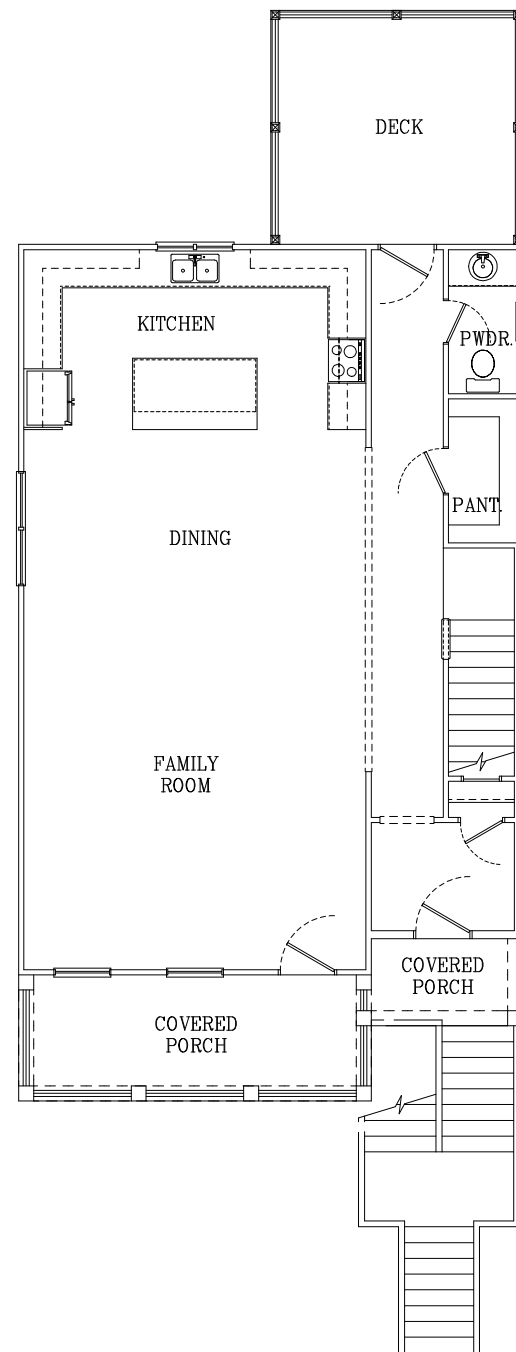 DECK
KITCHEN
PWDR.
PANT.
DINING
FAMILY
ROOM
COVERED
PORCH
COVERED
PORCH